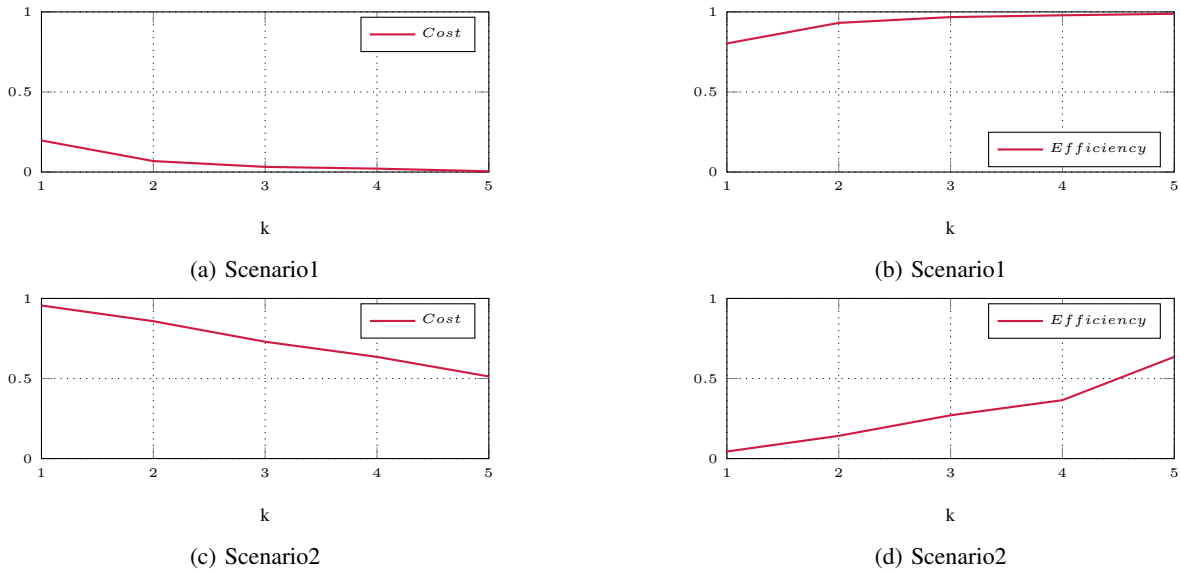 1
Cost
0.5
0
1 2 3 4 5
k
(a) Scenario1
1
0.5
Efficiency
0
1 2 3 4 5
k
(b) Scenario1
1
Cost
0.5
0
1 2 3 4 5
k
(c) Scenario2
1
Efficiency
0.5
0
1 2 3 4 5
k
(d) Scenario2